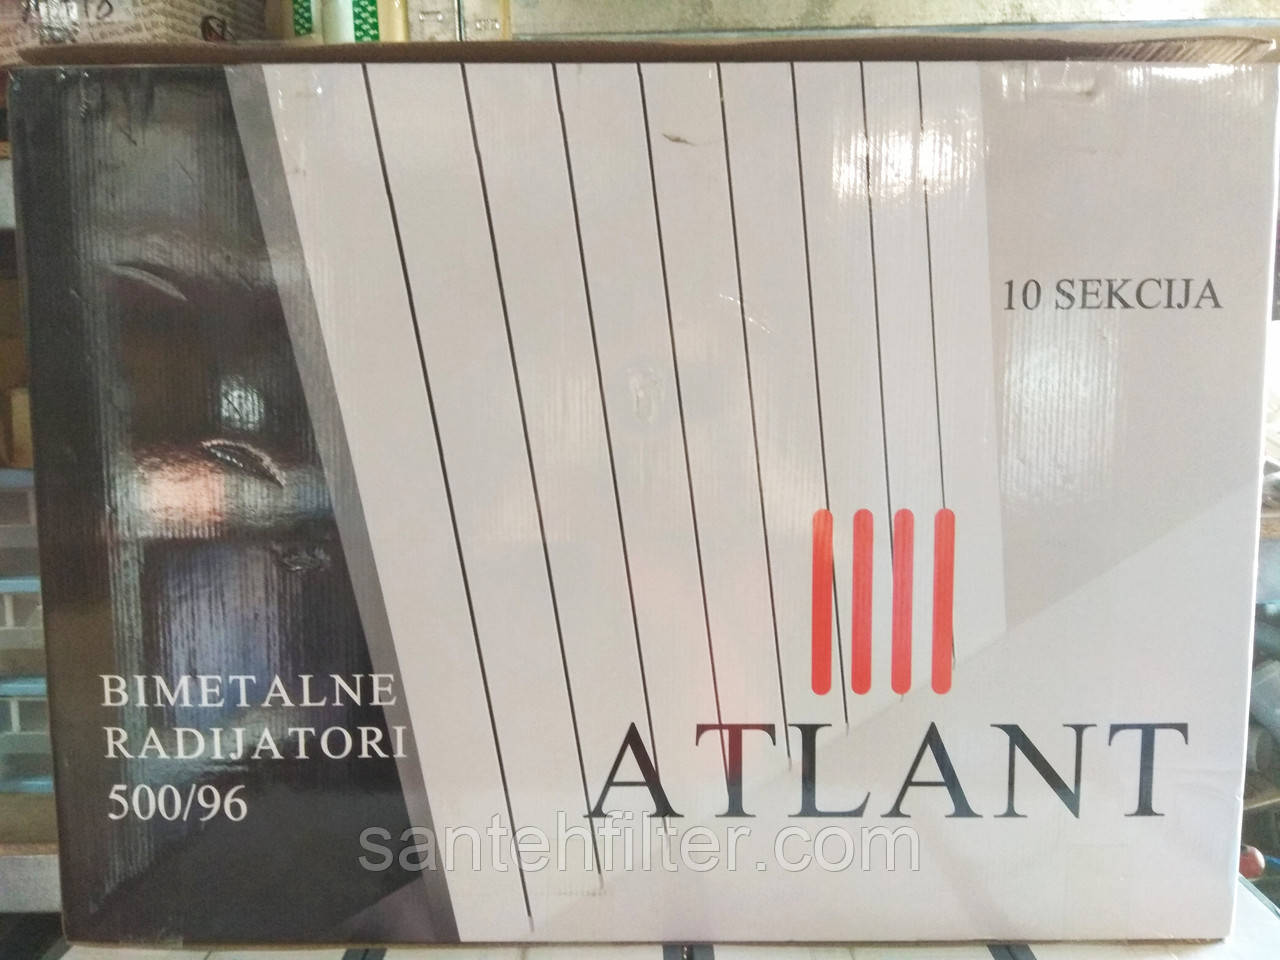 10 SEKCIJA
BIMETALNE
RADIJATORI
500/96
ATLANT
santehfilter.com